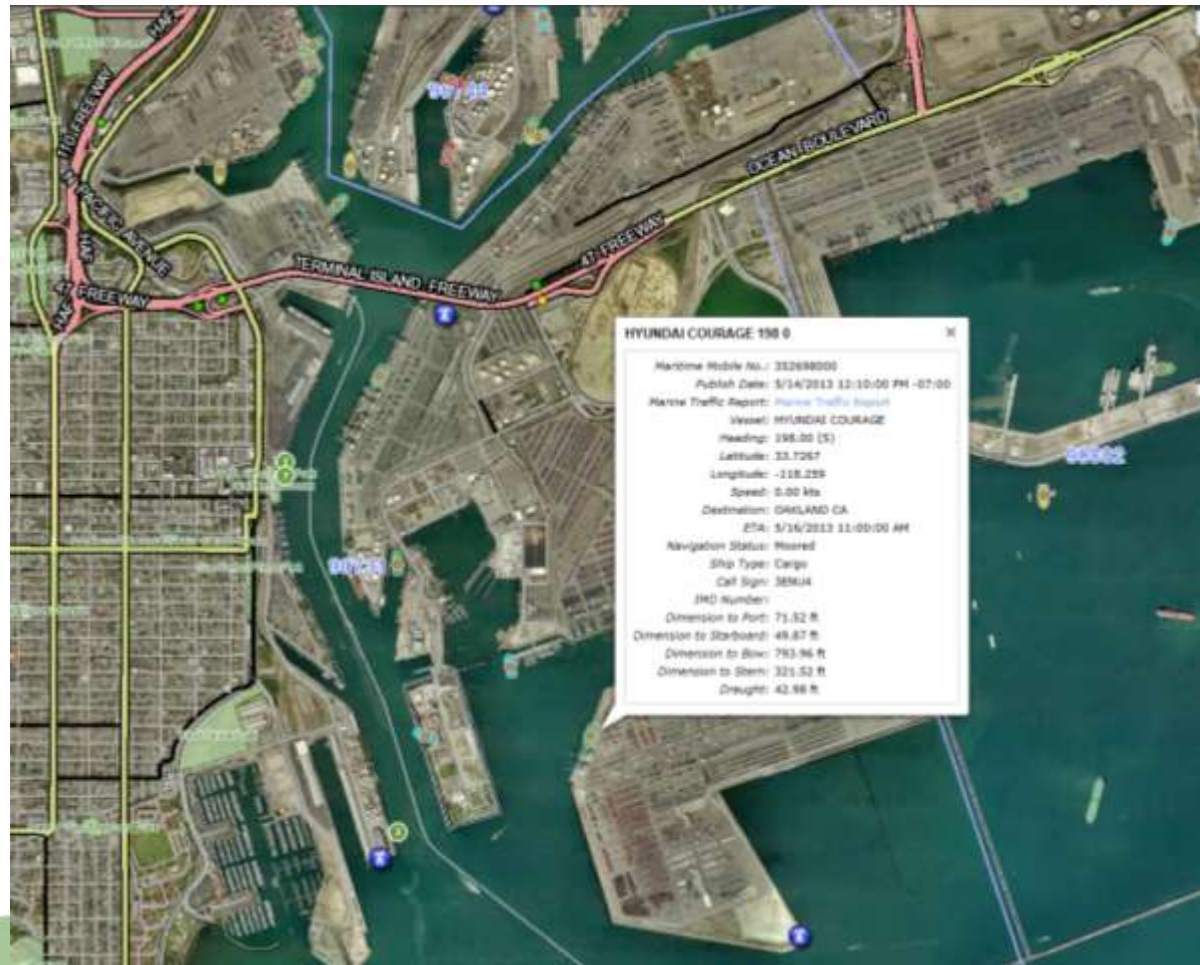 110 FREEWAY
N. PACIFIC AVENUE
47 FREEWAY
TERMINAL ISLAND FREEWAY
47 FREEWAY
OCEAN BOULEVARD
HYUNDAI COURAGE 198 0
Maritime Mobile No.: 352698000
Publish Date: 5/14/2013 12:10:00 PM -07:00
Marine Traffic Report: Marine Traffic Report
Vessel: HYUNDAI COURAGE
Heading: 198.00 (S)
Latitude: 33.7267
Longitude: -118.259
Speed: 0.00 kts
Destination: OAKLAND CA
ETA: 5/16/2013 11:00:00 AM
Navigation Status: Moored
Ship Type: Cargo
Call Sign:
IMO Number:
Dimension to Port: 71.52 ft
Dimension to Starboard: 49.87 ft
Dimension to Bow: 793.96 ft
Dimension to Stern: 321.52 ft
Draught: 42.98 ft